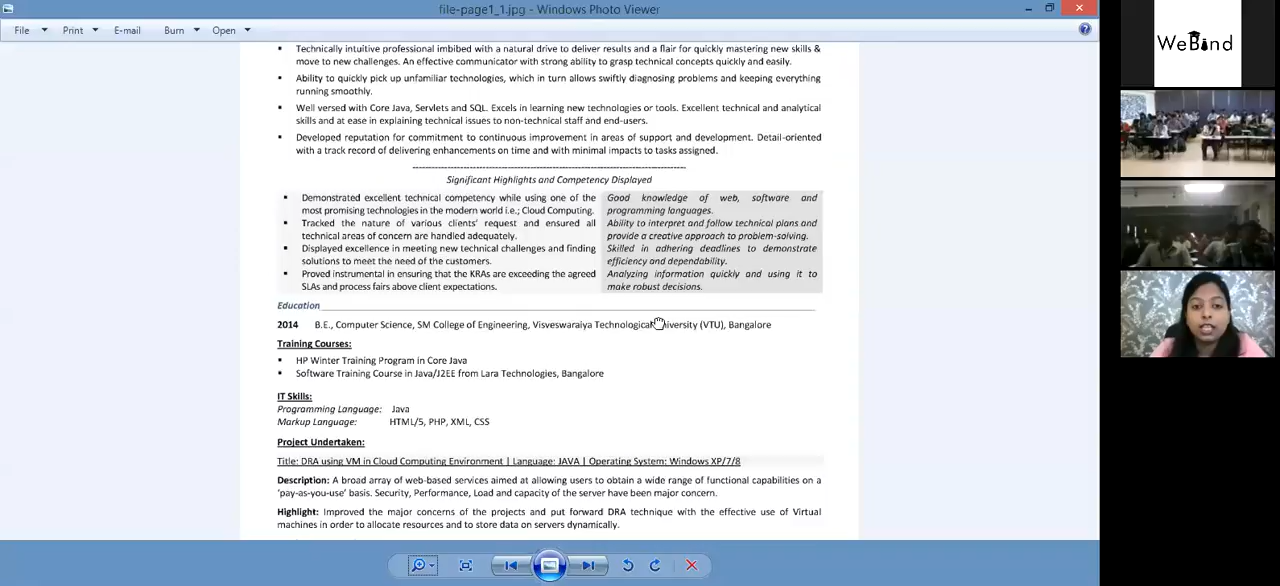 file-page1_1.jpg - Windows Photo Viewer
File Print E-mail Burn Open
WeBind
Technically intuitive professional imbibed with a natural drive to deliver results and a flair for quickly mastering new skills &
move to new challenges. An effective communicator with strong ability to grasp technical concepts quickly and easily.
Ability to quickly pick up unfamiliar technologies, which in turn allows swiftly diagnosing problems and keeping everything
running smoothly.
Well versed with Core Java, Servlets and SQL. Excels in learning new technologies or tools. Excellent technical and analytical
skills and at ease in explaining technical issues to non-technical staff and end-users.
Developed reputation for commitment to continuous improvement in areas of support and development. Detail-oriented
with a track record of delivering enhancements on time and with minimal impacts to tasks assigned.
Significant Highlights and Competency Displayed
Demonstrated excellent technical competency while using one of the
most promising technologies in the modern world i.e.; Cloud Computing.
Tracked the nature of various clients' request and ensured all
technical areas of concern are handled adequately.
Displayed excellence in meeting new technical challenges and finding
solutions to meet the need of the customers.
Proved instrumental in ensuring that the KRAs are exceeding the agreed
SLAs and process fairs above client expectations.
Good knowledge of web, software and
programming languages.
Ability to interpret and follow technical plans and
provide a creative approach to problem-solving.
Skilled in adhering deadlines to demonstrate
efficiency and dependability.
Analyzing information quickly and using it to
make robust decisions.
Education
2014 B.E., Computer Science, SM College of Engineering, Visveswaraiya Technological University (VTU), Bangalore
Training Courses:
HP Winter Training Program in Core Java
Software Training Course in Java/J2EE from Lara Technologies, Bangalore
IT Skills:
Programming Language: Java
Markup Language: HTML/5, PHP, XML, CSS
Project Undertaken:
Title: DRA using VM in Cloud Computing Environment | Language: JAVA | Operating System: Windows XP/7/8
Description: A broad array of web-based services aimed at allowing users to obtain a wide range of functional capabilities on a
'pay-as-you-use' basis. Security, Performance, Load and capacity of the server have been major concern.
Highlight: Improved the major concerns of the projects and put forward DRA technique with the effective use of Virtual
machines in order to allocate resources and to store data on servers dynamically.